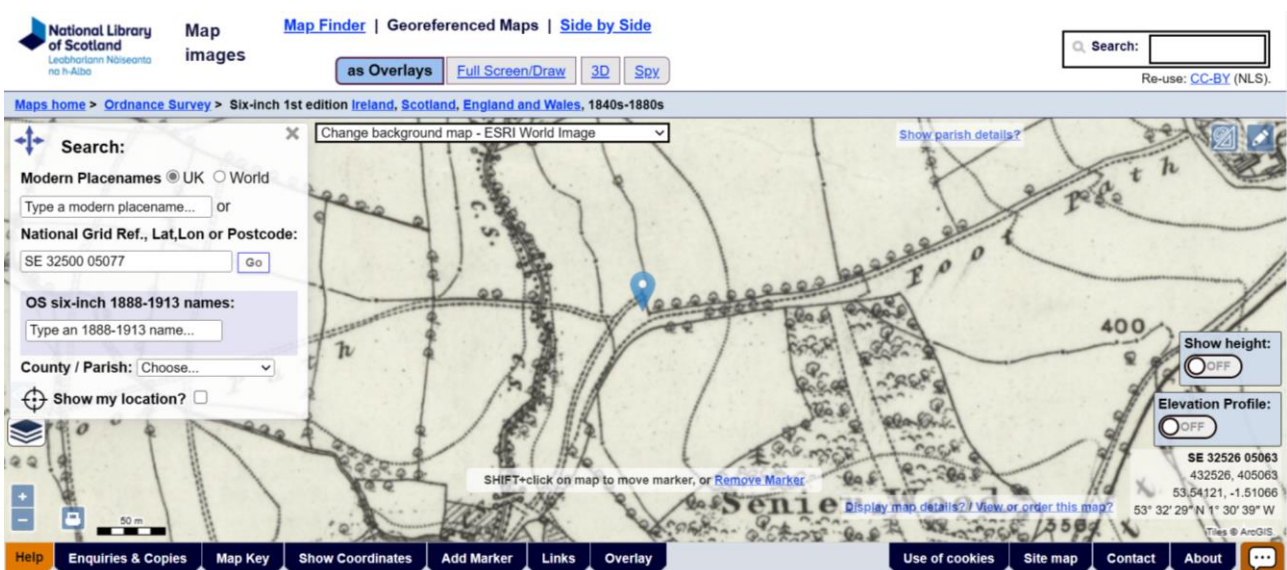 National Library
of Scotland
Leabharlann Nàiseanta
na h-Alba
Map
images
Map Finder | Georeferenced Maps | Side by Side
as Overlays Full Screen/Draw 3D Spy
Search:
Re-use: CC-BY (NLS).
Maps home > Ordnance Survey > Six-inch 1st edition Ireland, Scotland, England and Wales, 1840s-1880s
Search:
Change background map - ESRI World Image
Show parish details?
Modern Placenames UK World
Type a modern placename... or
National Grid Ref., Lat,Lon or Postcode:
SE 32500 05077 Go
OS six-inch 1888-1913 names:
Type an 1888-1913 name...
County / Parish: Choose...
Show my location?
C.S.
C.S.
Foot Path
400
Show height:
OFF
Elevation Profile:
OFF
SE 32526 05063
432526, 405063
53.54121, -1.51066
53° 32′ 29″ N 1° 30′ 39″ W
Tiles © ArcGIS
SHIFT+click on map to move marker, or Remove Marker
Senier Wood
Display map details? / View or order this map?
350
+
−
50 m
Help Enquiries & Copies Map Key Show Coordinates Add Marker Links Overlay Use of cookies Site map Contact About